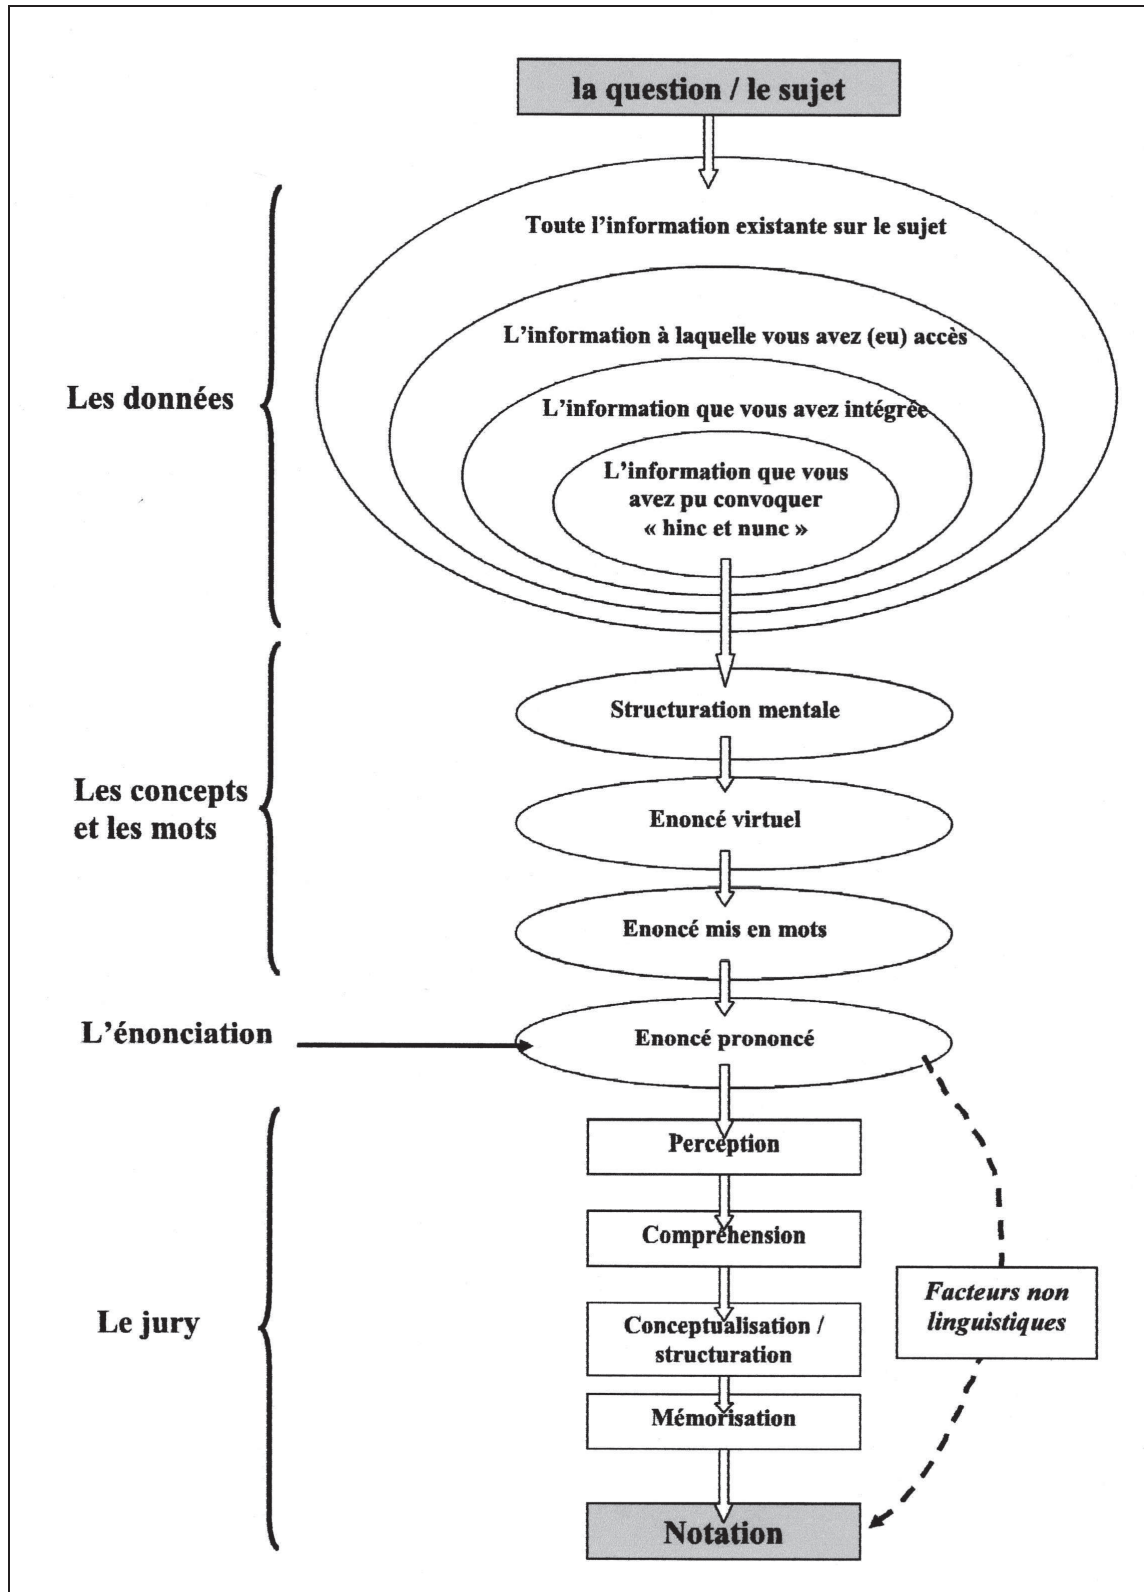 la question / le sujet
Toute l'information existante sur le sujet
L'information à laquelle vous avez (eu) accès
Les données
L'information que vous avez intégrée
L'information que vous
avez pu convoquer
« hinc et nunc »
Structuration mentale
Les concepts
et les mots
Enoncé virtuel
Enoncé mis en mots
L'énonciation
Enoncé prononcé
Perception
Compréhension
Le jury
Facteurs non
linguistiques
Conceptualisation /
structuration
Mémorisation
Notation